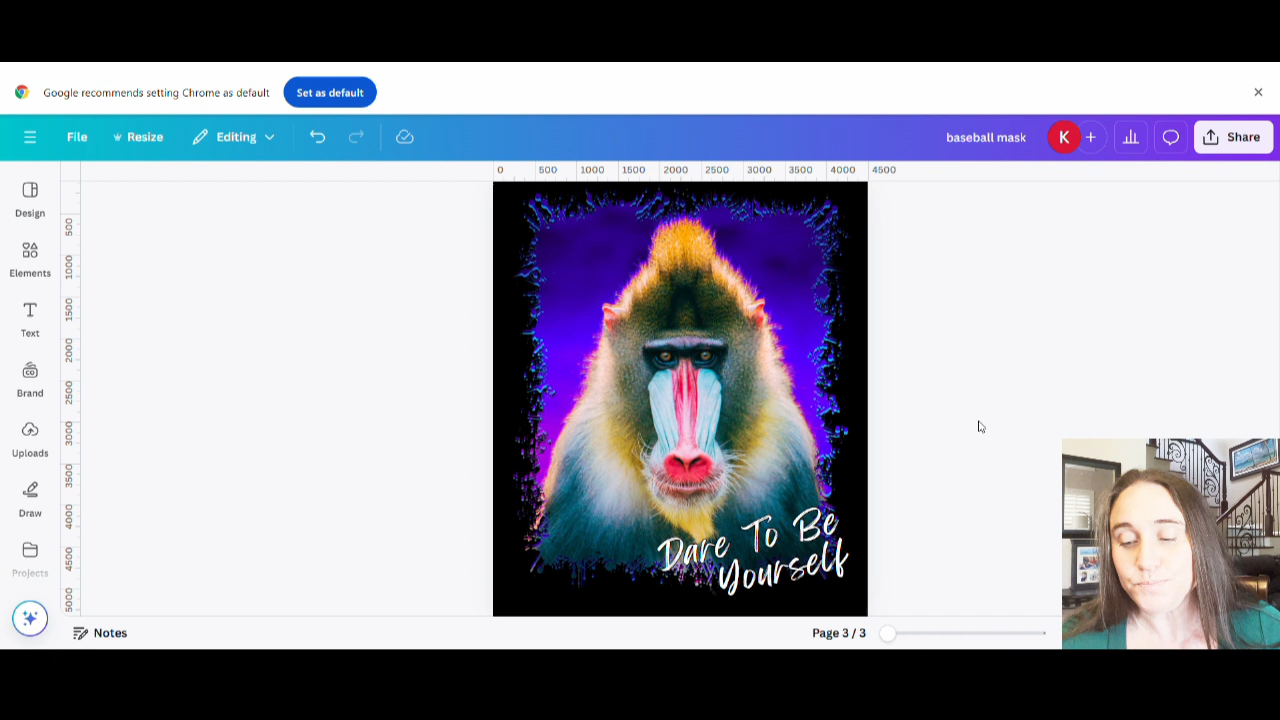 Google recommends setting Chrome as default
Set as default
File
Resize
Editing
baseball mask
K
Share
0 500 1000 1500 2000 2500 3000 3500 4000 4500
Design
Elements
Text
Brand
Uploads
Draw
Projects
500
1000
1500
2000
2500
3000
3500
4000
4500
5000
Dare To Be
Yourself
Notes
Page 3 / 3